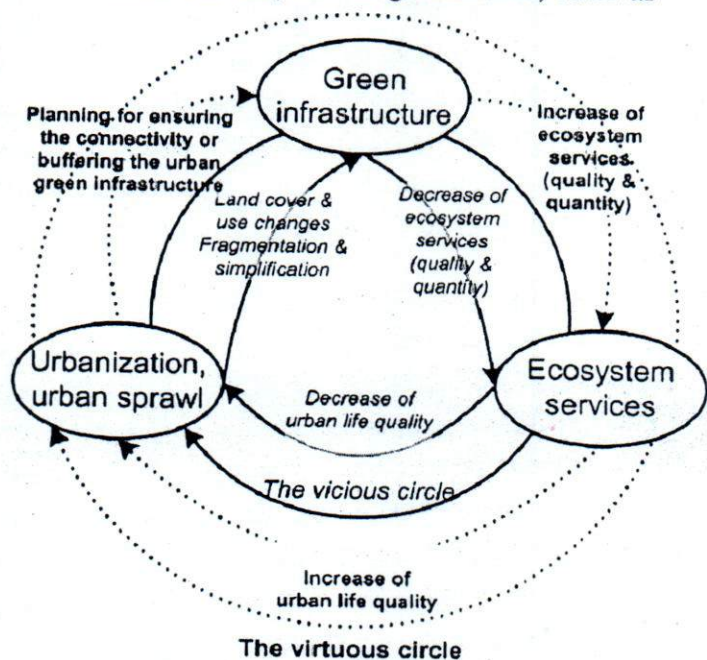 Green
infrastructure
Planning for ensuring
the connectivity or
buffering the urban
green infrastructure
Increase of
ecosystem
services
(quality &
quantity)
Land cover &
use changes
Fragmentation &
simplification
Decrease of
ecosystem
services
(quality &
quantity)
Urbanization,
urban sprawl
Ecosystem
services
Decrease of
urban life quality
The vicious circle
Increase of
urban life quality
The virtuous circle